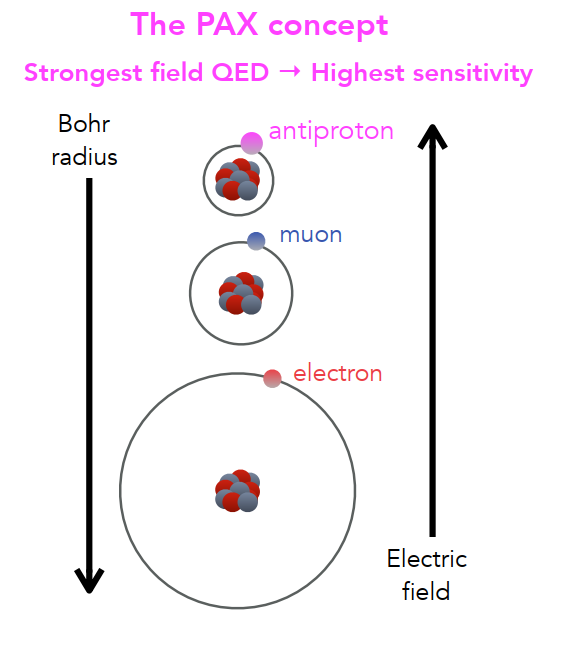 The PAX concept
Strongest field QED → Highest sensitivity
Bohr
radius
antiproton
muon
electron
Electric
field